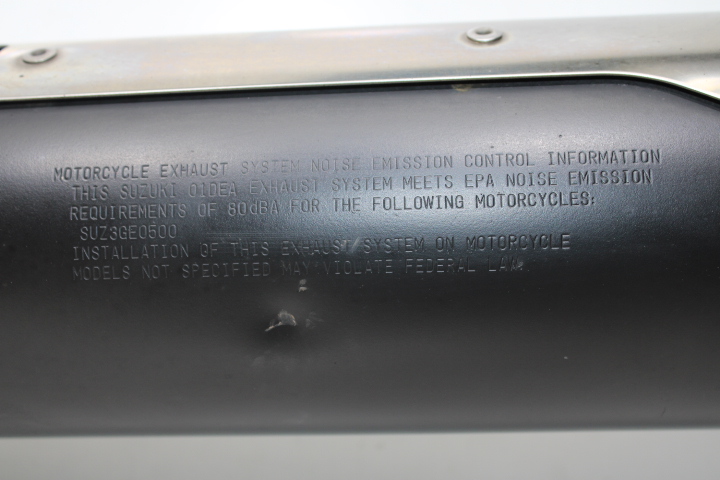 MOTORCYCLE EXHAUST SYSTEM NOISE EMISSION CONTROL INFORMATION
THIS SUZUKI 01DEA EXHAUST SYSTEM MEETS EPA NOISE EMISSION
REQUIREMENTS OF 80dBA FOR THE FOLLOWING MOTORCYCLES:
SUZ3GE0500
INSTALLATION OF THIS EXHAUST SYSTEM ON MOTORCYCLE
MODELS NOT SPECIFIED MAY VIOLATE FEDERAL LAW.